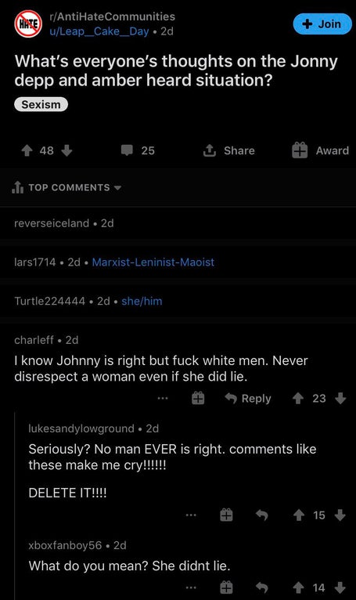 HATE
r/AntiHateCommunities
u/Leap__Cake__Day • 2d
+ Join
What's everyone's thoughts on the Jonny
depp and amber heard situation?
Sexism
48
25
Share
Award
TOP COMMENTS
reverseiceland • 2d
lars1714 • 2d • Marxist-Leninist-Maoist
Turtle224444 • 2d • she/him
charleff • 2d
I know Johnny is right but fuck white men. Never
disrespect a woman even if she did lie.
... Reply 23
lukesandylowground • 2d
Seriously? No man EVER is right. comments like
these make me cry!!!!!!
DELETE IT!!!!
... 15
xboxfanboy56 • 2d
What do you mean? She didnt lie.
... 14